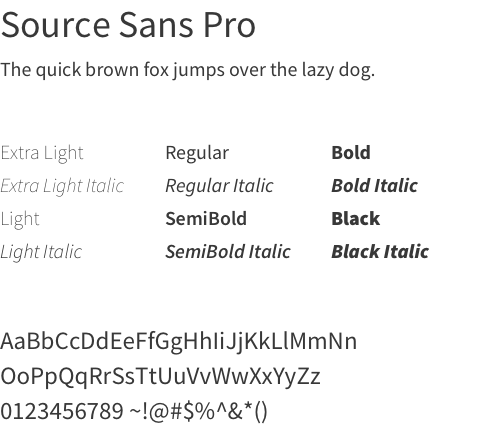 Source Sans Pro
The quick brown fox jumps over the lazy dog.
Extra Light Regular Bold
Extra Light Italic Regular Italic Bold Italic
Light SemiBold Black
Light Italic SemiBold Italic Black Italic
AaBbCcDdEeFfGgHhIiJjKkLlMmNn
OoPpQqRrSsTtUuVvWwXxYyZz
0123456789 ~!@#$%^&*()